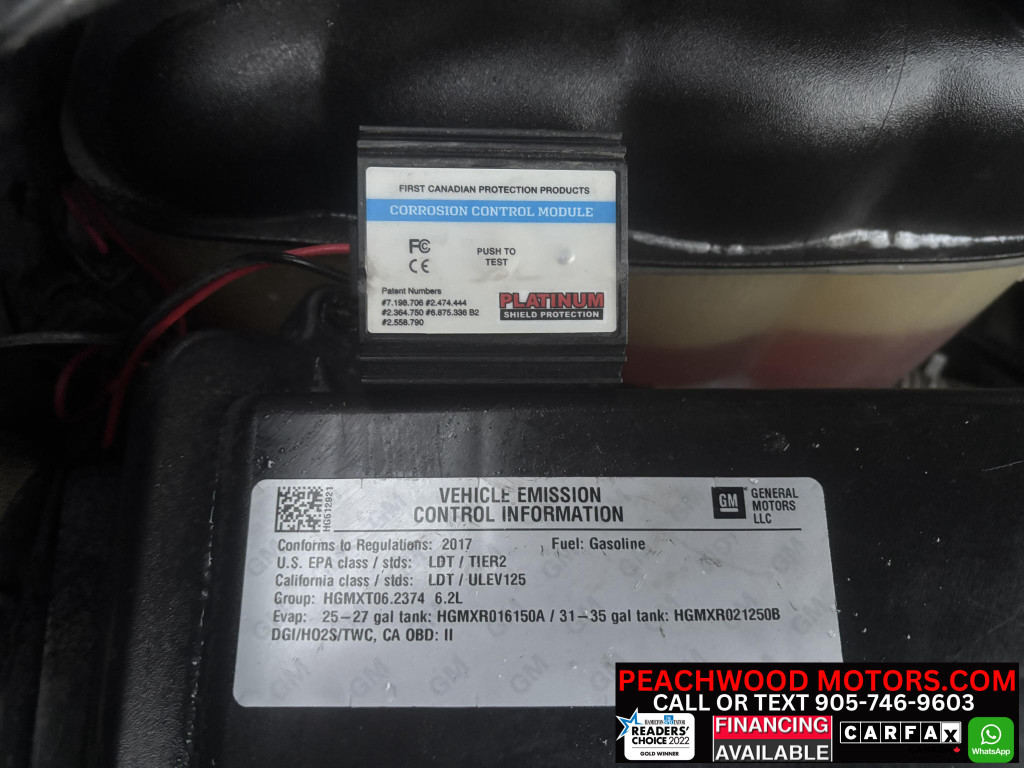 FIRST CANADIAN PROTECTION PRODUCTS
CORROSION CONTROL MODULE
FC
CE
PUSH TO
TEST
Patent Numbers
#7.198.706 #2.474.444
#2.364.750 #6.875.336 B2
#2.558.790
PLATINUM
SHIELD PROTECTION
HG512921
VEHICLE EMISSION
CONTROL INFORMATION
GM
GENERAL
MOTORS
LLC
Conforms to Regulations: 2017 Fuel: Gasoline
U.S. EPA class / stds: LDT / TIER2
California class / stds: LDT / ULEV125
Group: HGMXT06.2374 6.2L
Evap: 25–27 gal tank: HGMXR016150A / 31–35 gal tank: HGMXR021250B
DGI/HO2S/TWC, CA OBD: II
PEACHWOOD MOTORS.COM
CALL OR TEXT 905-746-9603
READERS'
CHOICE 2022
GOLD WINNER
FINANCING
AVAILABLE
CARFAX
WhatsApp